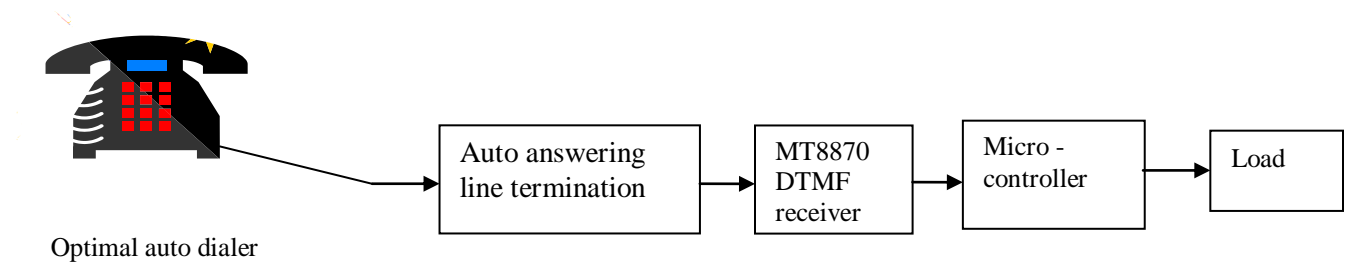 Auto answering
line termination
MT8870
DTMF
receiver
Micro -
controller
Load
Optimal auto dialer